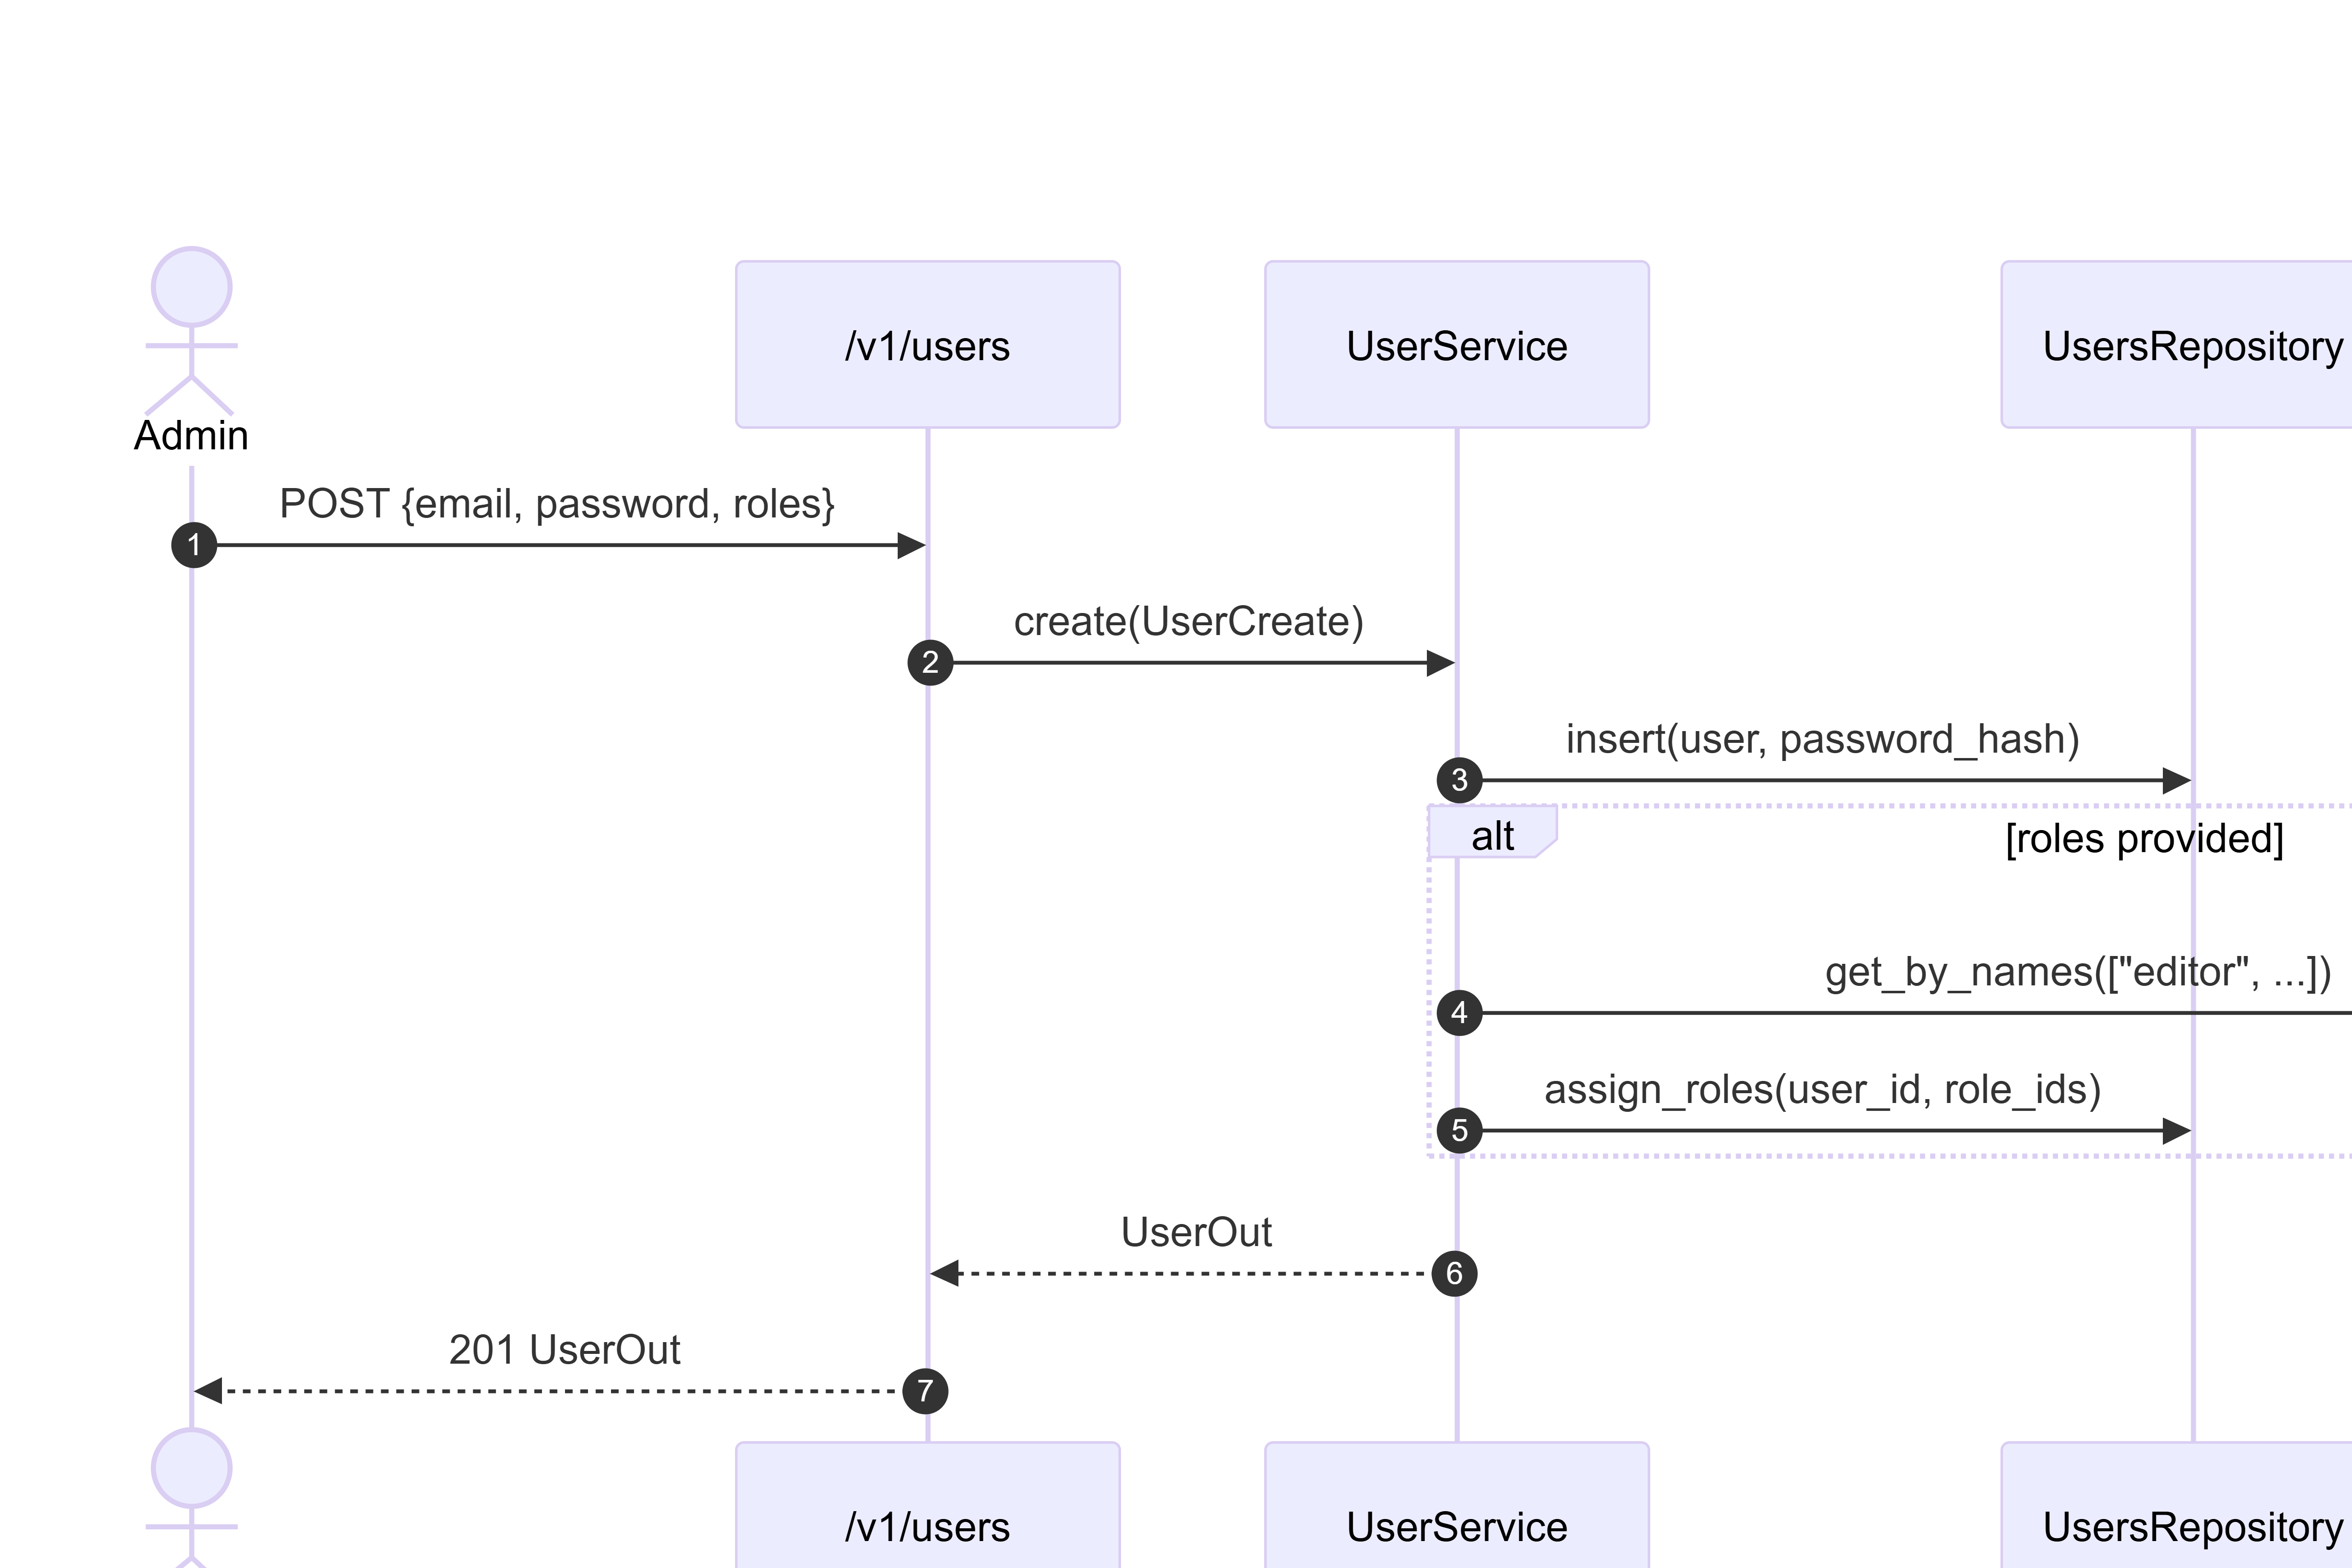 /v1/users
UserService
UsersRepository
Admin
POST {email, password, roles}
1
create(UserCreate)
2
insert(user, password_hash)
3
alt
[roles provided]
get_by_names(["editor", ...])
4
assign_roles(user_id, role_ids)
5
UserOut
6
201 UserOut
7
/v1/users
UserService
UsersRepository